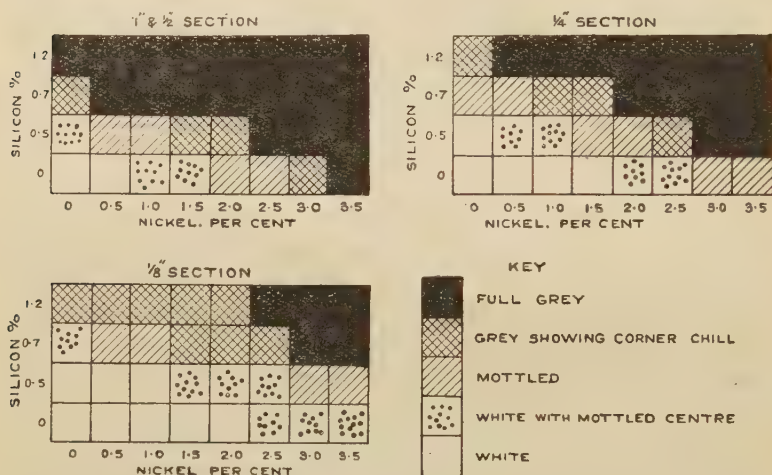 1" & ½" SECTION
SILICON %
1·2
0·7
0·5
0
0 0·5 1·0 1·5 2·0 2·5 3·0 3·5
NICKEL. PER CENT
¼" SECTION
SILICON %
1·2
0·7
0·5
0
0 0·5 1·0 1·5 2·0 2·5 3·0 3·5
NICKEL. PER CENT
⅛" SECTION
SILICON %
1·2
0·7
0·5
0
0 0·5 1·0 1·5 2·0 2·5 3·0 3·5
NICKEL PER CENT
KEY
FULL GREY
GREY SHOWING CORNER CHILL
MOTTLED
WHITE WITH MOTTLED CENTRE
WHITE